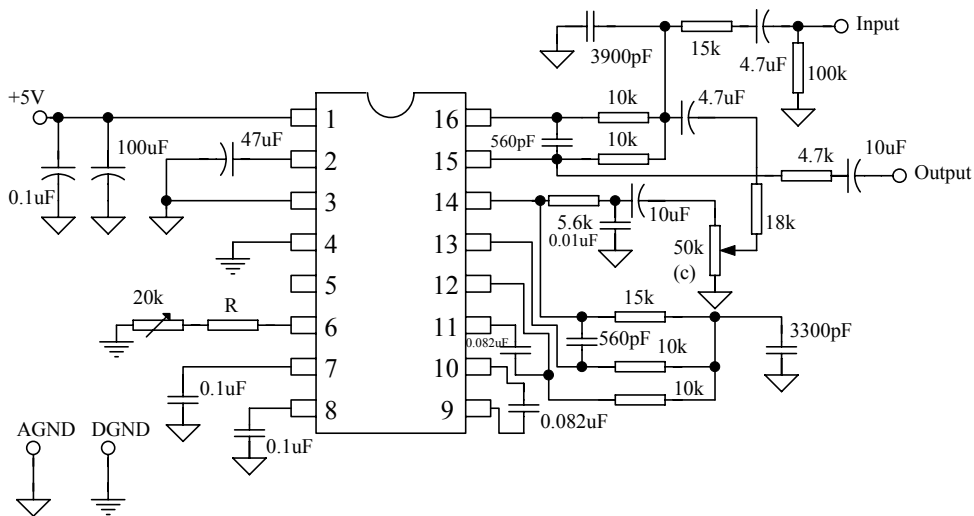 Input
3900pF
15k
4.7uF
100k
+5V
1
16
10k
4.7uF
100uF
47uF
560pF
2
15
10k
4.7k
10uF
Output
0.1uF
3
14
5.6k
10uF
18k
0.01uF
50k
(c)
4
13
5
12
20k
R
15k
6
11
0.082uF
560pF
3300pF
10k
7
10
10k
0.1uF
8
9
0.082uF
AGND
DGND
0.1uF